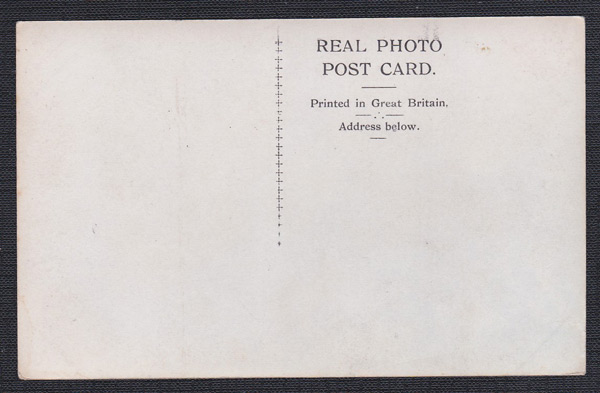 REAL PHOTO
POST CARD.
Printed in Great Britain.
Address below.